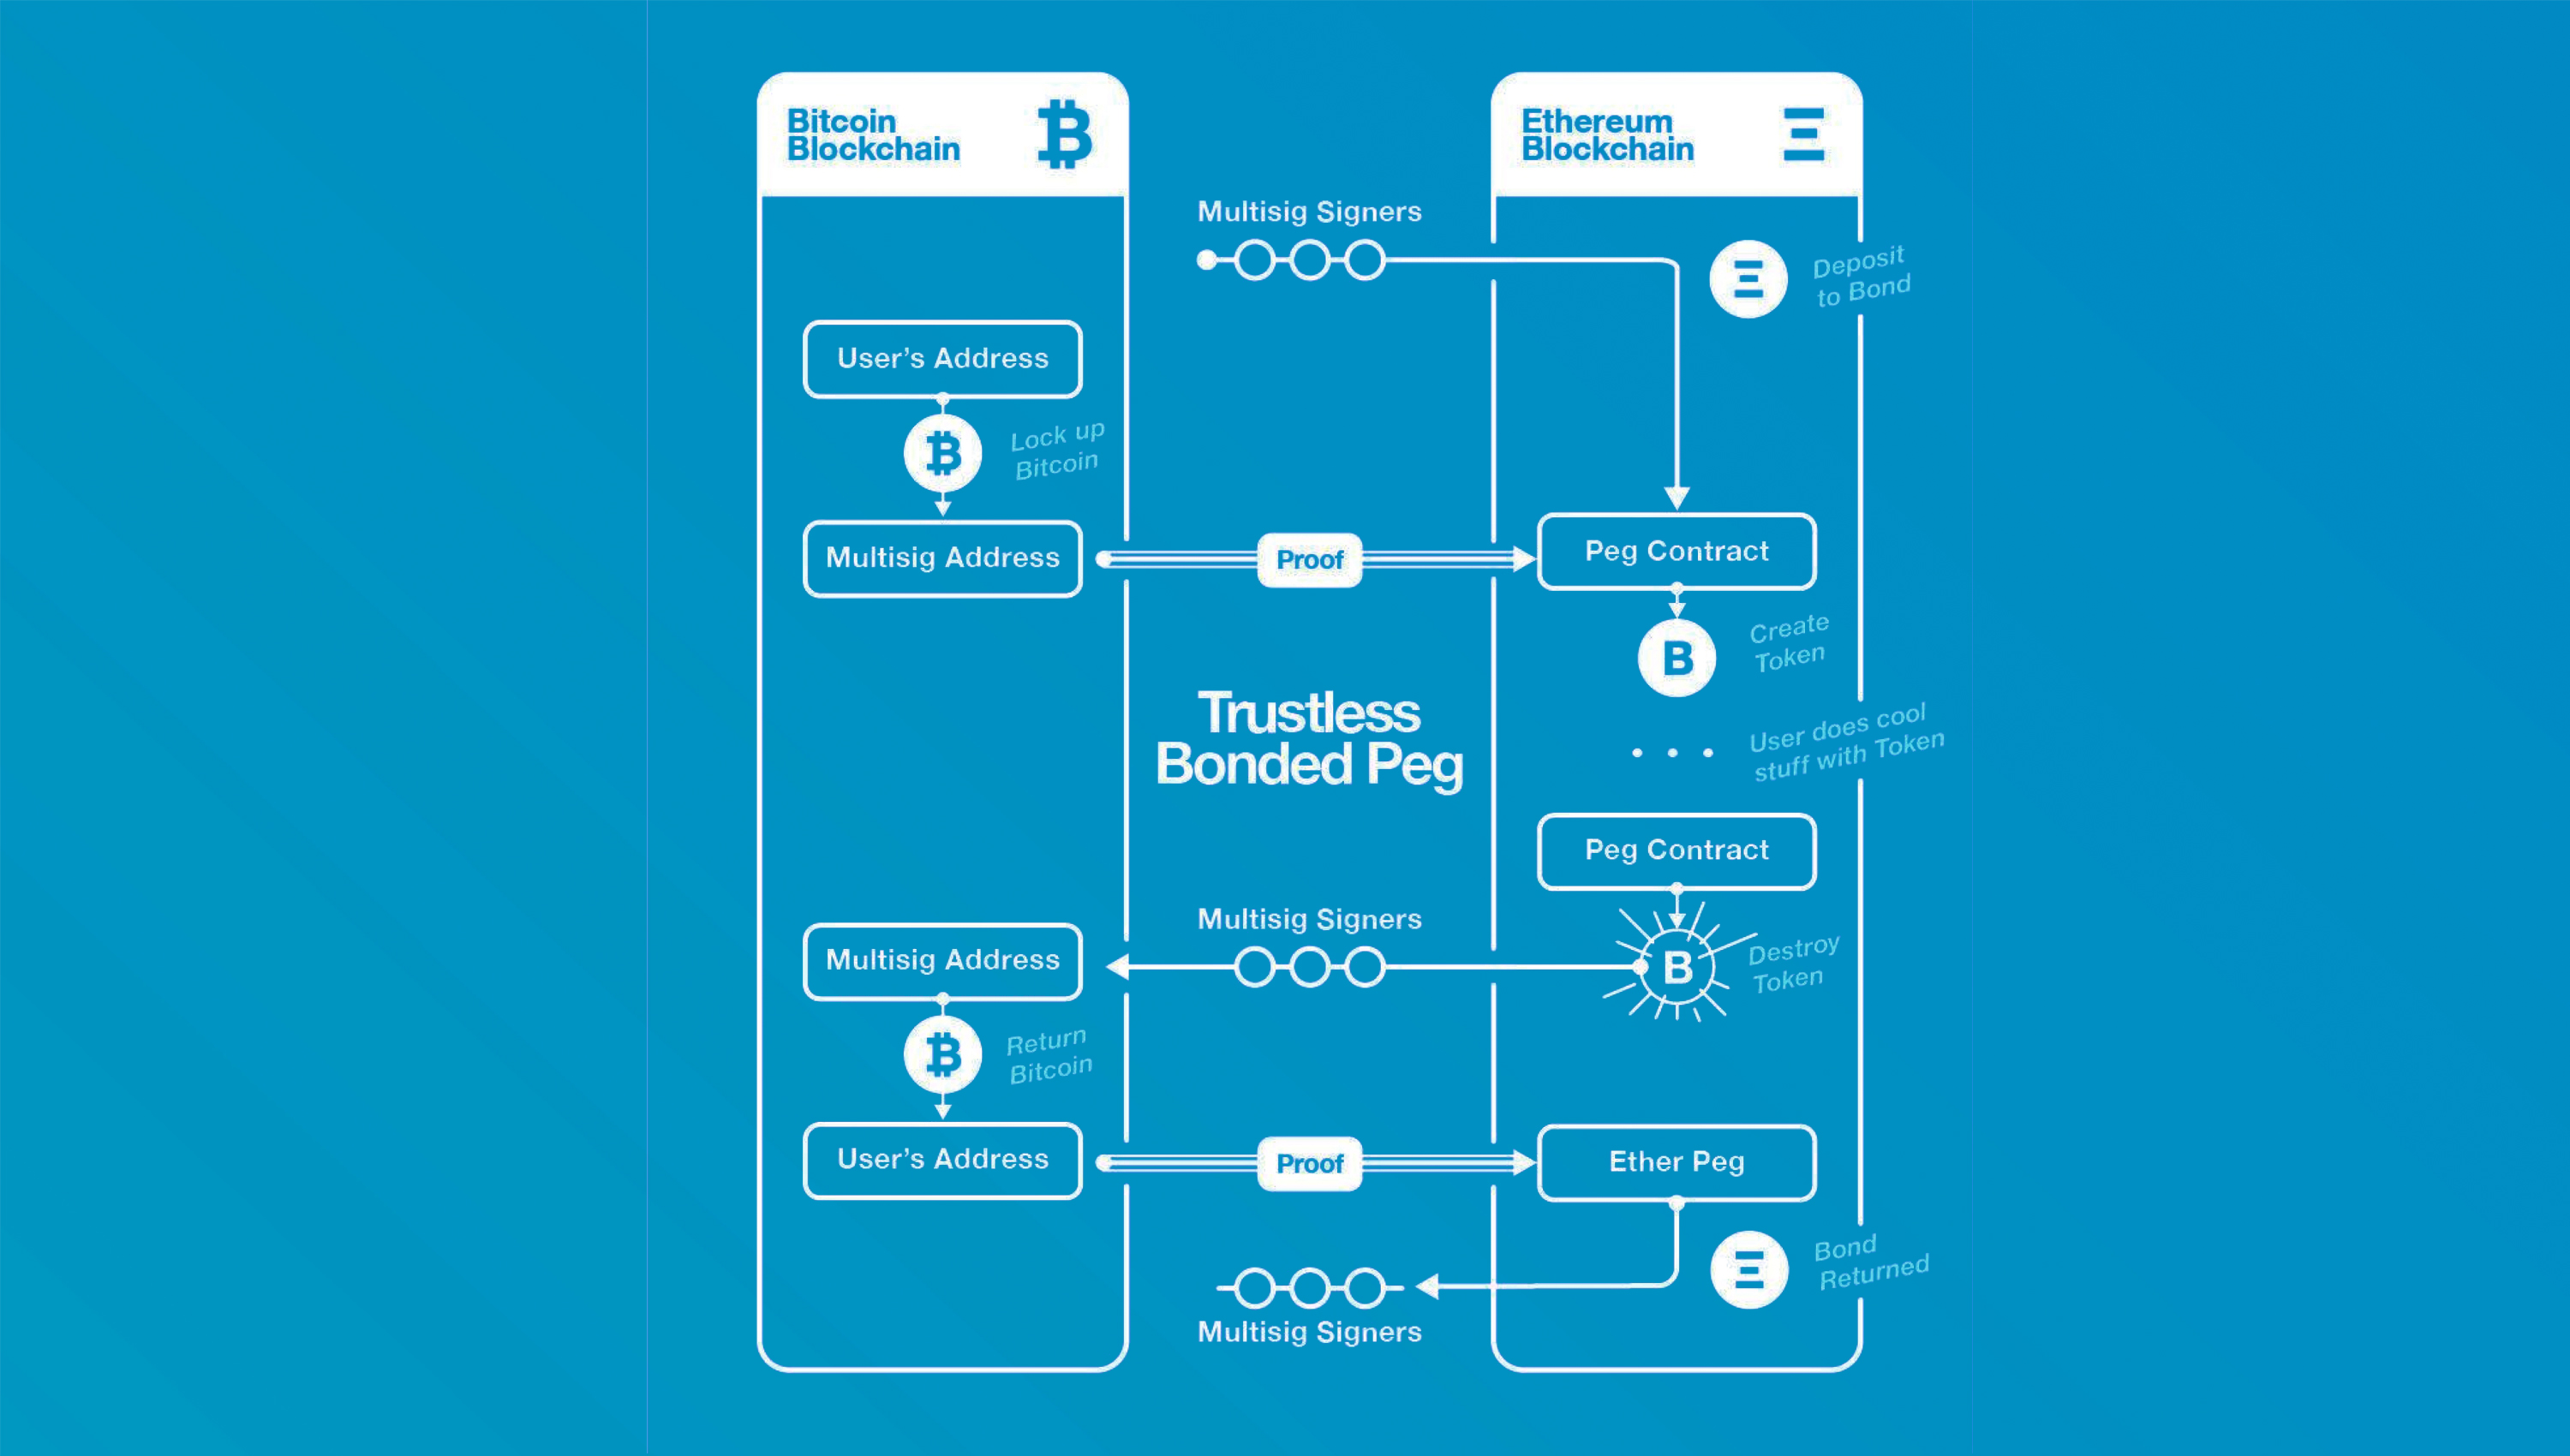 Bitcoin
Blockchain
Ethereum
Blockchain
Multisig Signers
Deposit
to Bond
User's Address
Lock up
Bitcoin
Multisig Address
Proof
Peg Contract
Create
Token
Trustless
Bonded Peg
User does cool
stuff with Token
Peg Contract
Multisig Signers
Destroy
Token
Multisig Address
Return
Bitcoin
User's Address
Proof
Ether Peg
Bond
Returned
Multisig Signers
B
B